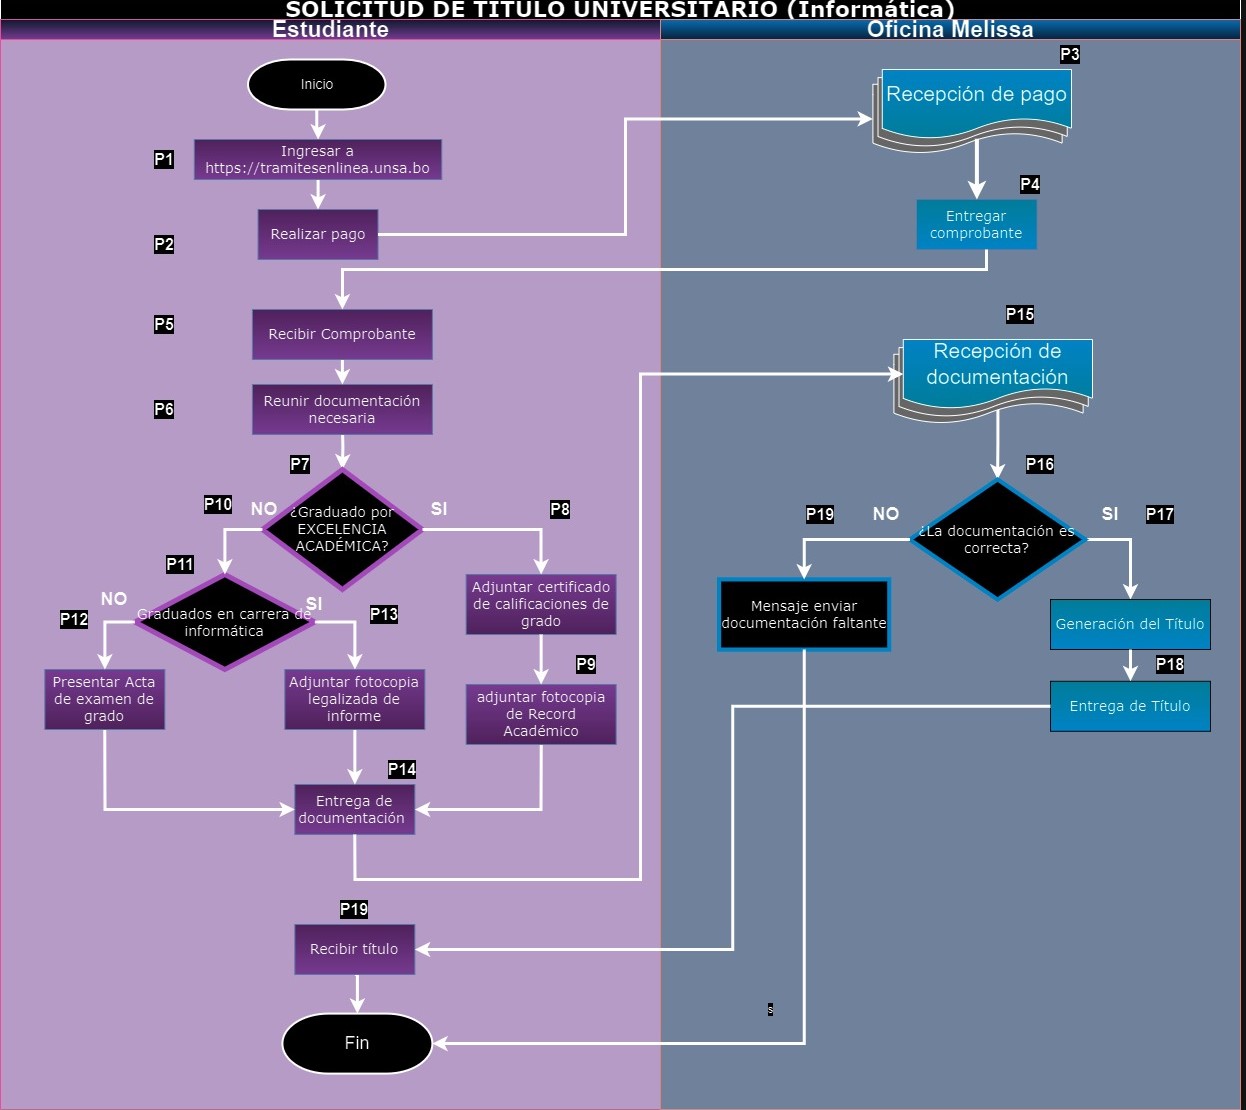 SOLICITUD DE TITULO UNIVERSITARIO (Informática)
Estudiante
Oficina Melissa
Inicio
P1
Ingresar a
https://tramitesenlinea.unsa.bo
P2
Realizar pago
P3
Recepción de pago
P4
Entregar
comprobante
P5
Recibir Comprobante
P6
Reunir documentación
necesaria
P7
¿Graduado por
EXCELENCIA
ACADÉMICA?
NO
SI
P10
P8
Adjuntar certificado
de calificaciones de
grado
P9
adjuntar fotocopia
de Record
Académico
P11
Graduados en carrera de
informática
NO
SI
P12
P13
Presentar Acta
de examen de
grado
Adjuntar fotocopia
legalizada de
informe
P14
Entrega de
documentación
P15
Recepción de
documentación
P16
¿La documentación es
correcta?
P19
NO
SI
P17
Mensaje enviar
documentación faltante
Generación del Título
P18
Entrega de Título
P19
Recibir título
s
Fin